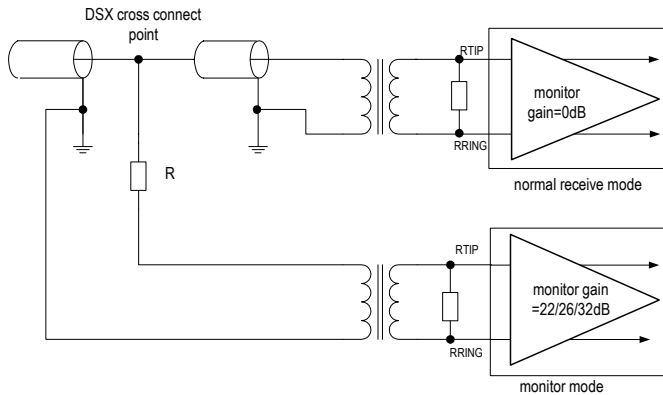 DSX cross connect
point
RTIP
monitor
gain=0dB
RRING
normal receive mode
R
RTIP
monitor gain
=22/26/32dB
RRING
monitor mode